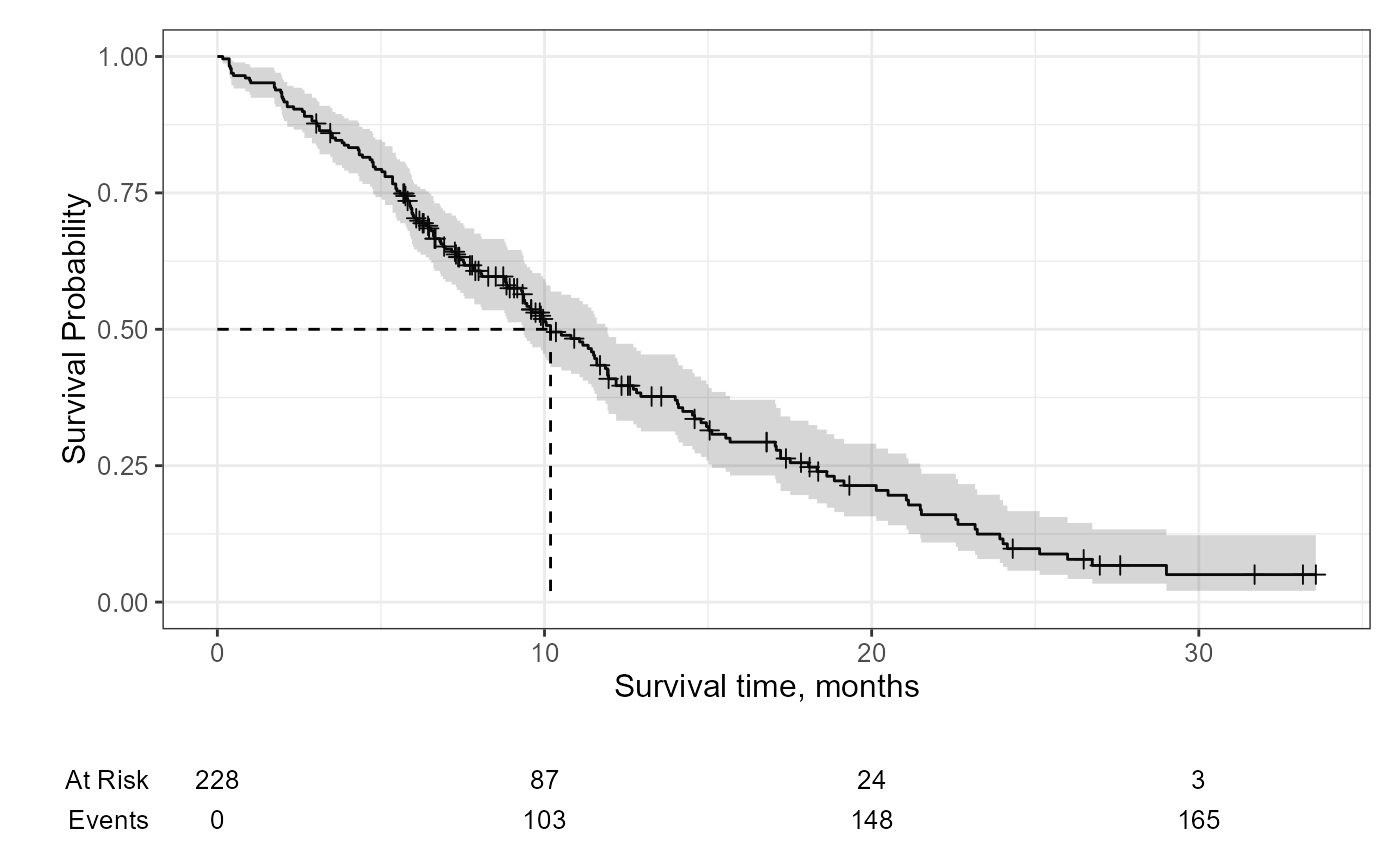 Survival Probability
1.00
0.75
0.50
0.25
0.00
0 10 20 30
Survival time, months
At Risk 228 87 24 3
Events 0 103 148 165